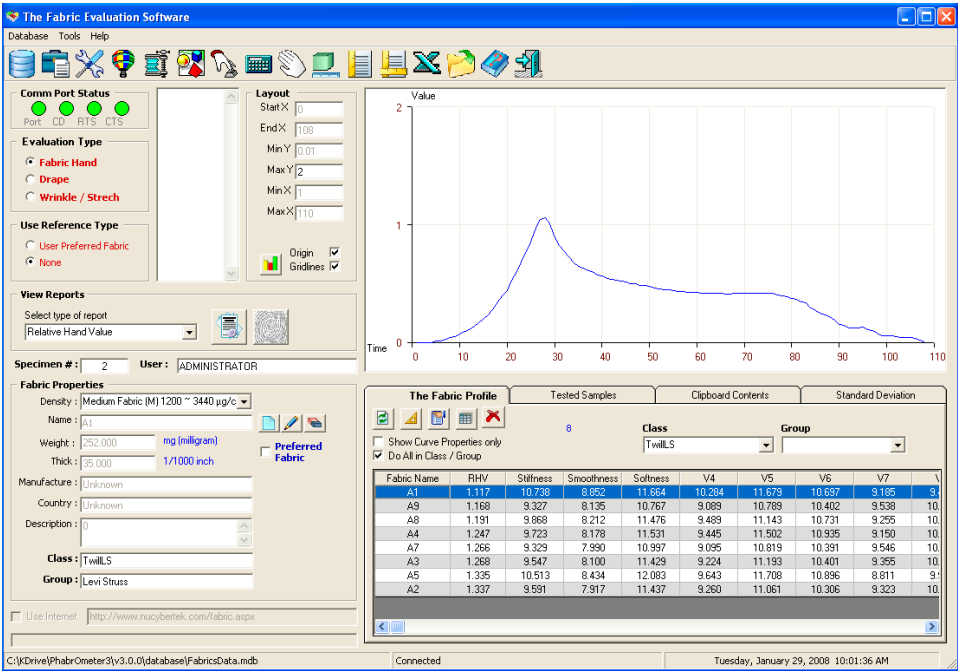 The Fabric Evaluation Software
Database Tools Help
Comm Port Status
Port CD RTS CTS
Evaluation Type
Fabric Hand
Drape
Wrinkle / Strech
Use Reference Type
User Preferred Fabric
None
Layout
Start X 0
End X 108
Min Y 0.01
Max Y 2
Min X 1
Max X 110
Origin
Gridlines
View Reports
Select type of report
Relative Hand Value
Specimen # : 2 User : ADMINISTRATOR
Fabric Properties
Density : Medium Fabric (M) 1200 ~ 3440 µg/c
Name : A1
Weight : 252.000 mg (milligram)
Thick : 35.000 1/1000 inch
Preferred
Fabric
Manufacture : Unknown
Country : Unknown
Description : 0
Class : TwillLS
Group : Levi Struss
Use Internet http://www.nucybertek.com/fabric.aspx
Value
2
1
Time 0
0 10 20 30 40 50 60 70 80 90 100 110
The Fabric Profile Tested Samples Clipboard Contents Standard Deviation
8 Class Group
Show Curve Properties only TwillLS
Do All in Class / Group
Fabric Name RHV Stiffness Smoothness Softness V4 V5 V6 V7
A1 1.117 10.738 8.852 11.664 10.284 11.679 10.697 9.185
A9 1.168 9.327 8.135 10.767 9.089 10.789 10.402 9.538 10.
A8 1.191 9.868 8.212 11.476 9.489 11.143 10.731 9.255 10.
A4 1.247 9.723 8.178 11.531 9.445 11.502 10.935 9.150 10.
A7 1.266 9.329 7.990 10.997 9.095 10.819 10.391 9.546 10.
A3 1.268 9.547 8.100 11.429 9.224 11.193 10.401 9.355 10.
A5 1.335 10.513 8.434 12.083 9.643 11.708 10.896 8.811
A2 1.337 9.591 7.917 11.437 9.260 11.061 10.306 9.323 10.
C:\KDrive\PhabrOmeter3\v3.0.0\database\FabricsData.mdb Connected Tuesday, January 29, 2008 10:01:36 AM